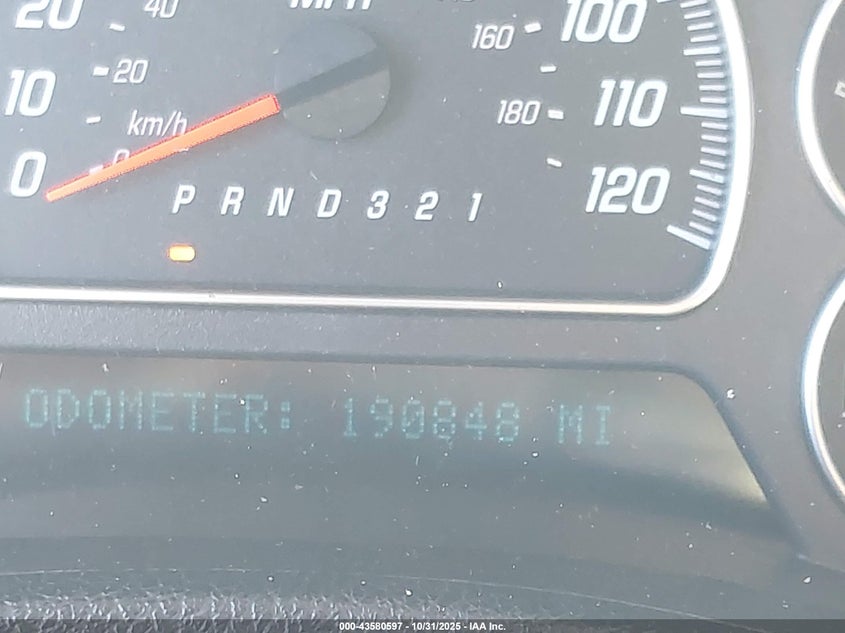 20 40 160 100
10 20 180 110
km/h
0 0 120
P R N D 3 2 1
ODOMETER: 190848 MI
000-43580597 - 10/31/2025 - IAA Inc.